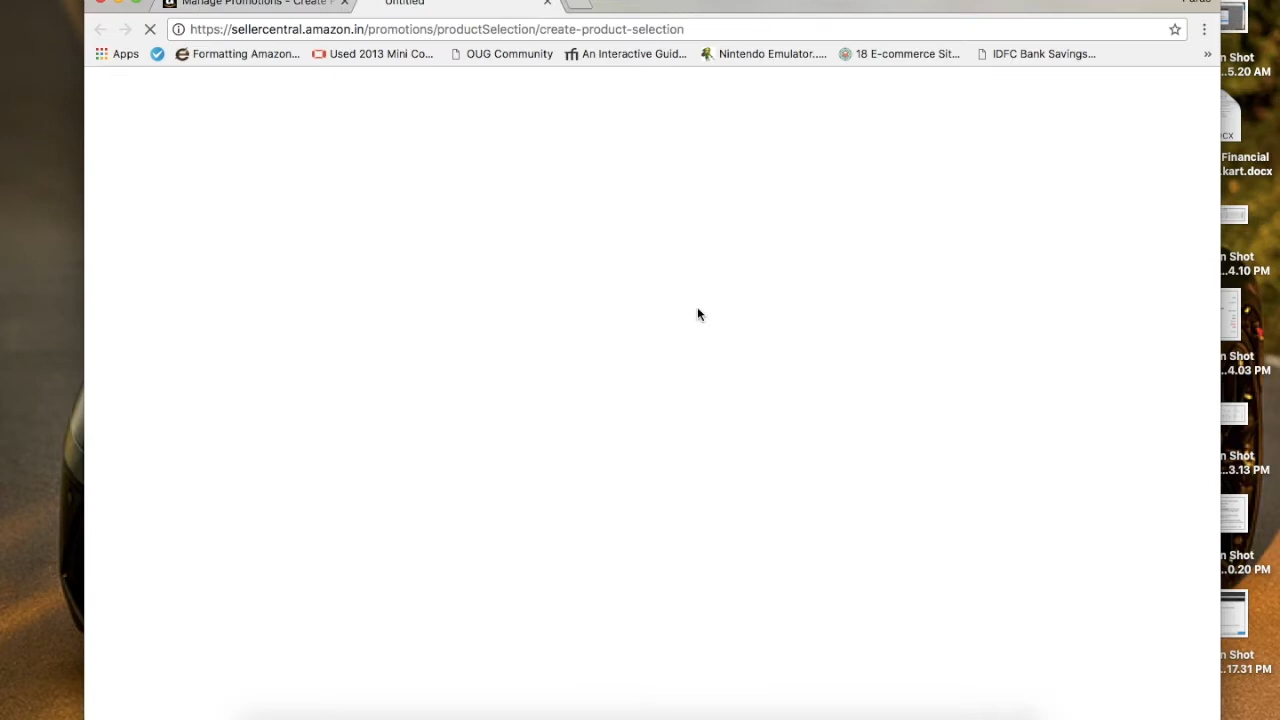 Manage Promotions - Create P
Untitled
Paras
https://sellercentral.amazon.in/promotions/productSelection/create-product-selection
Apps
Formatting Amazon...
Used 2013 Mini Co...
OUG Conf
An Interactive Guid...
Nintendo Emulator.....
18 E-commerce Sit...
IDFC Bank Savings...
»
n Shot
...5.20 AM
CX
Financial
.kart.docx
n Shot
...4.10 PM
n Shot
...4.03 PM
n Shot
...3.13 PM
n Shot
...0.20 PM
n Shot
...17.31 PM